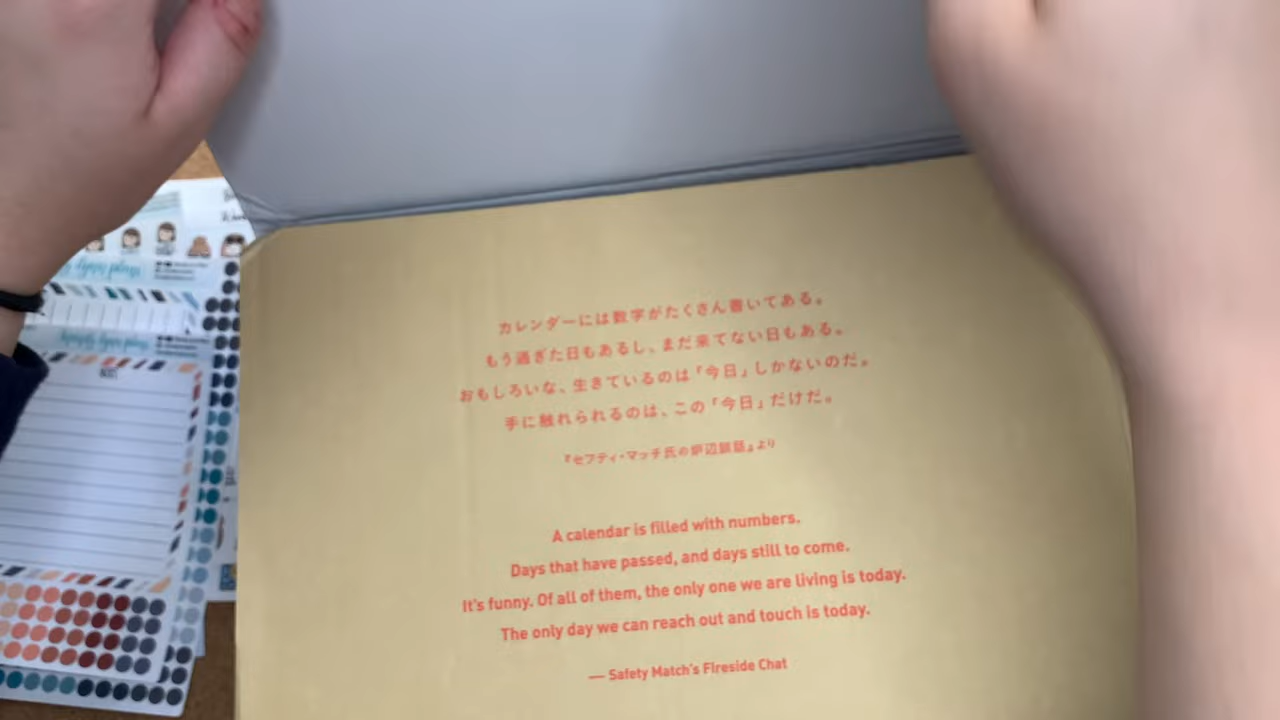 カレンダーには数字がたくさん書いてある。
もう過ぎた日もあるし、まだ来てない日もある。
おもしろいな、生きているのは「今日」しかないのだ。
手に触れられるのは、この「今日」だけだ。
『セフティ・マッチ氏の炉辺談話』より
A calendar is filled with numbers.
Days that have passed, and days still to come.
It's funny. Of all of them, the only one we are living is today.
The only day we can reach out and touch is today.
— Safety Match's Fireside Chat